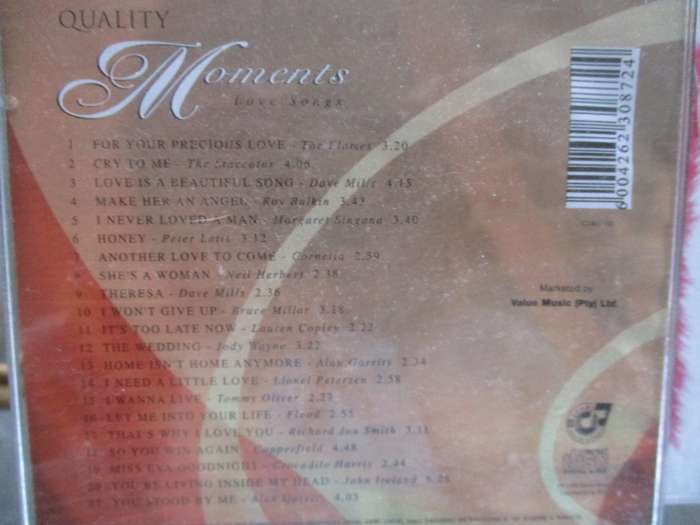 QUALITY
Moments
Love Songs
1 FOR YOUR PRECIOUS LOVE - The Flames 3.20
2 CRY TO ME - The Staccatos 4.06
3 LOVE IS A BEAUTIFUL SONG - Dave Mills 4.15
4 MAKE HER AN ANGEL - Roy Bulkin 3.43
5 I NEVER LOVED A MAN - Margaret Singana 3.40
6 HONEY - Peter Lotis 3.12
7 ANOTHER LOVE TO COME - Cornelia 2.59
8 SHE'S A WOMAN - Neil Herbert 2.38
9 THERESA - Dave Mills 2.36
10 I WON'T GIVE UP - Bruce Millar 3.18
11 IT'S TOO LATE NOW - Lauren Copley 2.22
12 THE WEDDING - Jody Wayne 3.22
13 HOME ISN'T HOME ANYMORE - Alan Garrity 2.34
14 I NEED A LITTLE LOVE - Lionel Petersen 2.58
15 I WANNA LIVE - Tommy Oliver 2.27
16 LET ME INTO YOUR LIFE - Flood 2.55
17 THAT'S WHY I LOVE YOU - Richard Jon Smith 3.11
18 SO YOU WIN AGAIN - Copperfield 4.48
19 MISS EVA GOODNIGHT - Crocodile Harris 2.44
20 YOU'RE LIVING INSIDE MY HEAD - John Ireland
21 YOU STOOD BY ME - Alan Garrity 4.03
6004262308724
Marketed by
Value Music (Pty) Ltd.